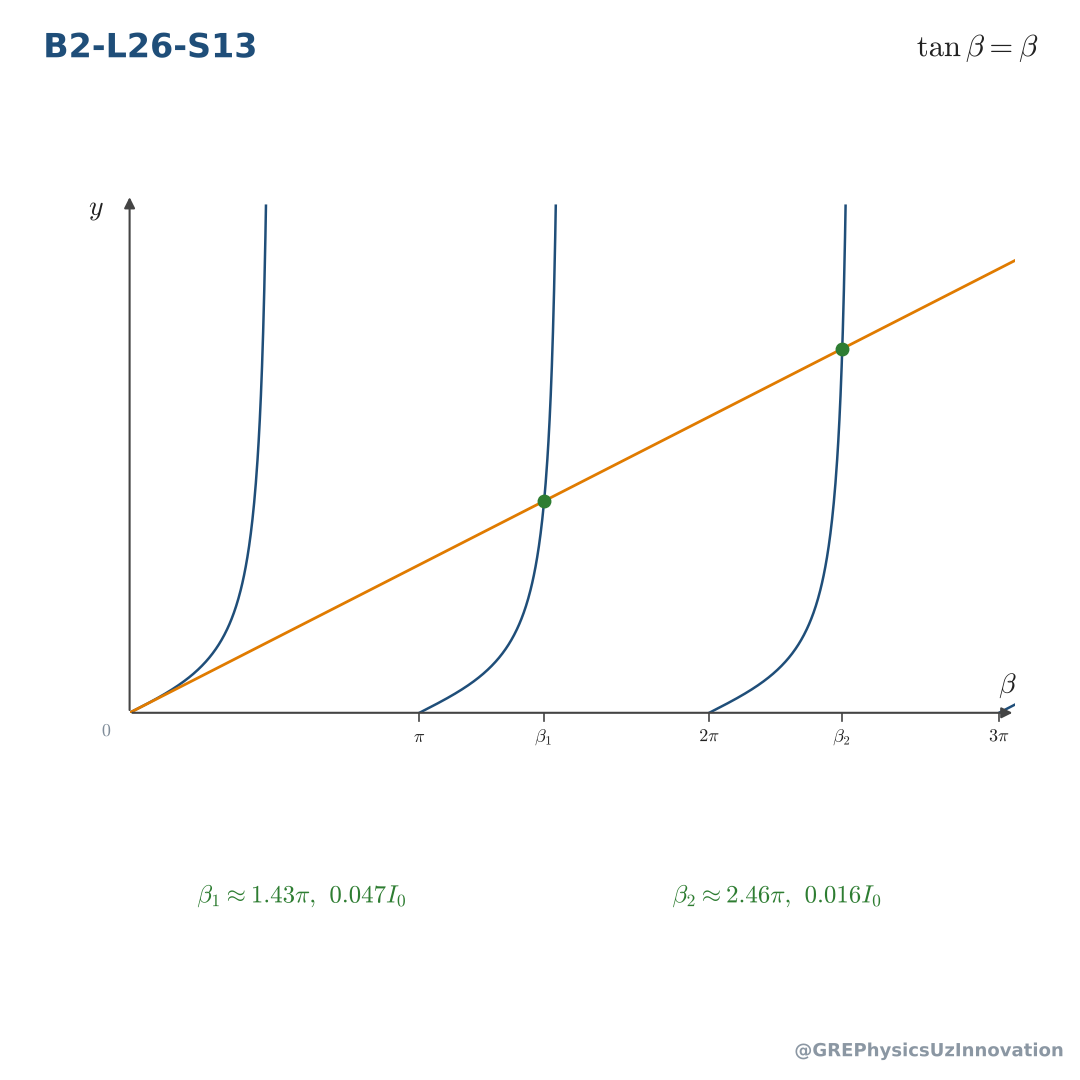 B2-L26-S13
tan β = β
y
β
0
π
β₁
2π
β₂
3π
β₁ ≈ 1.43π, 0.047I₀
β₂ ≈ 2.46π, 0.016I₀
@GREPhysicsUzInnovation